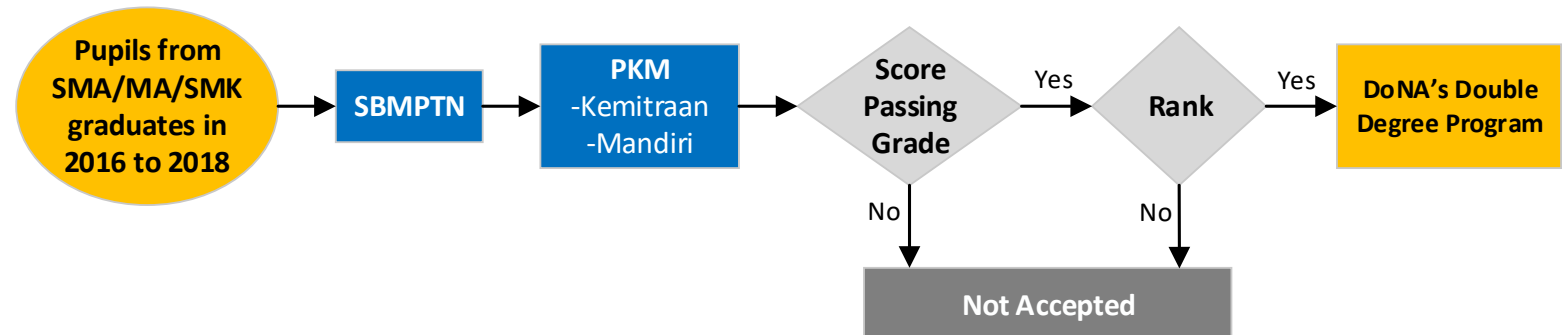 Pupils from
SMA/MA/SMK
graduates in
2016 to 2018
SBMPTN
PKM
-Kemitraan
-Mandiri
Score
Passing
Grade
Yes
Rank
Yes
DoNA's Double
Degree Program
No
No
Not Accepted